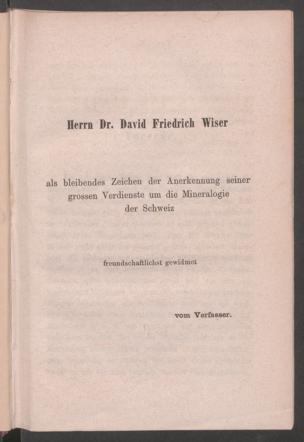 Herrn Dr. David Friedrich Wiser
als bleibendes Zeichen der Anerkennung seiner
grossen Verdienste um die Mineralogie
der Schweiz
freundschaftlichst gewidmet
vom Verfasser.